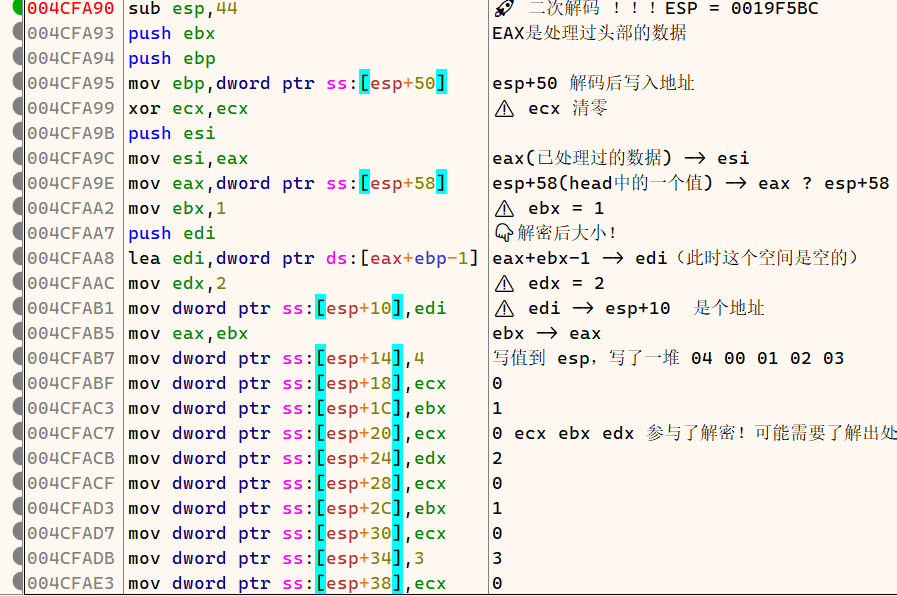 004CFA90 sub esp,44 🚀 二次解码 ！！！ESP = 0019F5BC
004CFA93 push ebx EAX是处理过头部的数据
004CFA94 push ebp
004CFA95 mov ebp,dword ptr ss:[esp+50] esp+50 解码后写入地址
004CFA99 xor ecx,ecx ⚠ ecx 清零
004CFA9B push esi
004CFA9C mov esi,eax eax(已处理过的数据) –> esi
004CFA9E mov eax,dword ptr ss:[esp+58] esp+58(head中的一个值) –> eax ? esp+58
004CFAA2 mov ebx,1 ⚠ ebx = 1
004CFAA7 push edi 👇解密后大小！
004CFAA8 lea edi,dword ptr ds:[eax+ebp-1] eax+ebx-1 –> edi（此时这个空间是空的）
004CFAAC mov edx,2 ⚠ edx = 2
004CFAB1 mov dword ptr ss:[esp+10],edi ⚠ edi –> esp+10 是个地址
004CFAB5 mov eax,ebx ebx –> eax
004CFAB7 mov dword ptr ss:[esp+14],4 写值到 esp，写了一堆 04 00 01 02 03
004CFABF mov dword ptr ss:[esp+18],ecx 0
004CFAC3 mov dword ptr ss:[esp+1C],ebx 1
004CFAC7 mov dword ptr ss:[esp+20],ecx 0 ecx ebx edx 参与了解密！可能需要了解出处
004CFACB mov dword ptr ss:[esp+24],edx 2
004CFACF mov dword ptr ss:[esp+28],ecx 0
004CFAD3 mov dword ptr ss:[esp+2C],ebx 1
004CFAD7 mov dword ptr ss:[esp+30],ecx 0
004CFADB mov dword ptr ss:[esp+34],3 3
004CFAE3 mov dword ptr ss:[esp+38],ecx 0